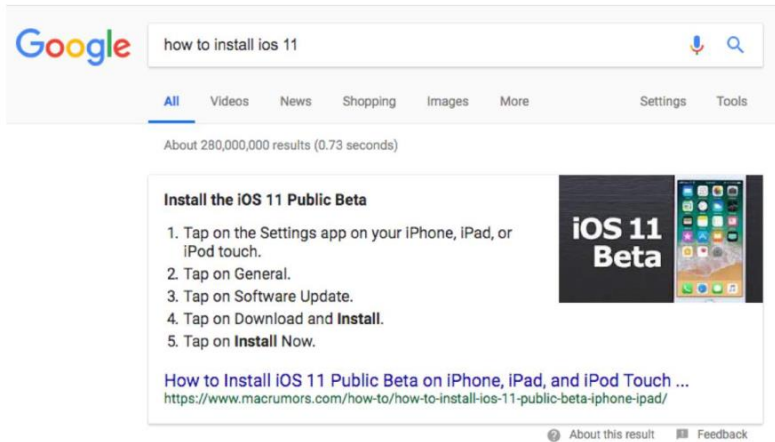 Google
how to install ios 11
All Videos News Shopping Images More Settings Tools
About 280,000,000 results (0.73 seconds)
Install the iOS 11 Public Beta
1. Tap on the Settings app on your iPhone, iPad, or
iPod touch.
2. Tap on General.
3. Tap on Software Update.
4. Tap on Download and Install.
5. Tap on Install Now.
iOS 11
Beta
How to Install iOS 11 Public Beta on iPhone, iPad, and iPod Touch ...
https://www.macrumors.com/how-to/how-to-install-ios-11-public-beta-iphone-ipad/
About this result Feedback